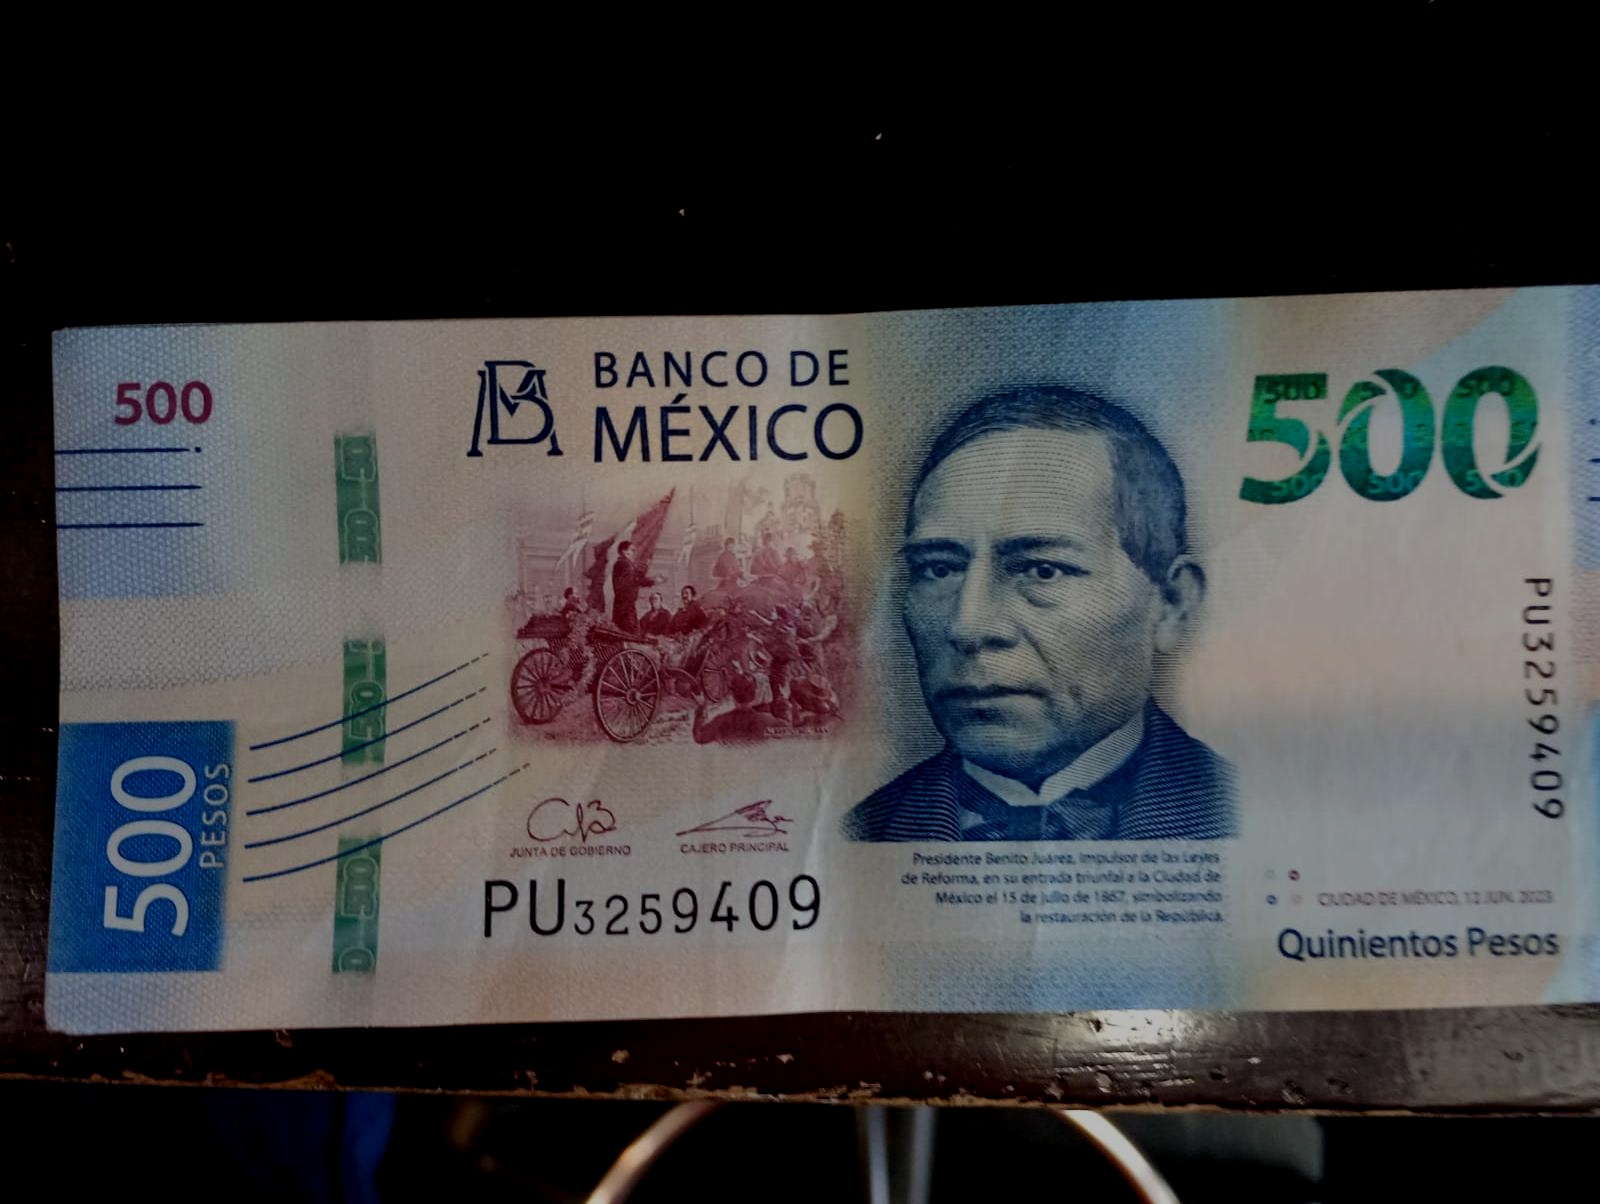 500
BANCO DE
MÉXICO
500
PU3259409
500
PESOS
JUNTA DE GOBIERNO
CAJERO PRINCIPAL
PU3259409
Presidente Benito Juárez, impulsor de las Leyes
de Reforma, en su entrada triunfal a la Ciudad de
México el 15 de julio de 1867, simbolizando
la restauración de la República.
CIUDAD DE MÉXICO, 12 JUN. 2023
Quinientos Pesos